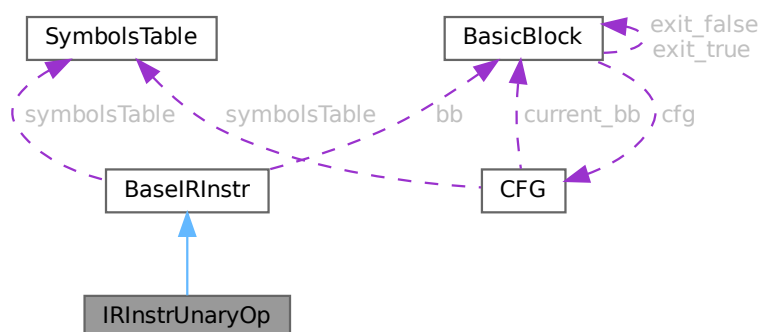 exit_false
exit_true
SymbolsTable
BasicBlock
symbolsTable
symbolsTable
bb
current_bb
cfg
BaseIRInstr
CFG
IRInstrUnaryOp